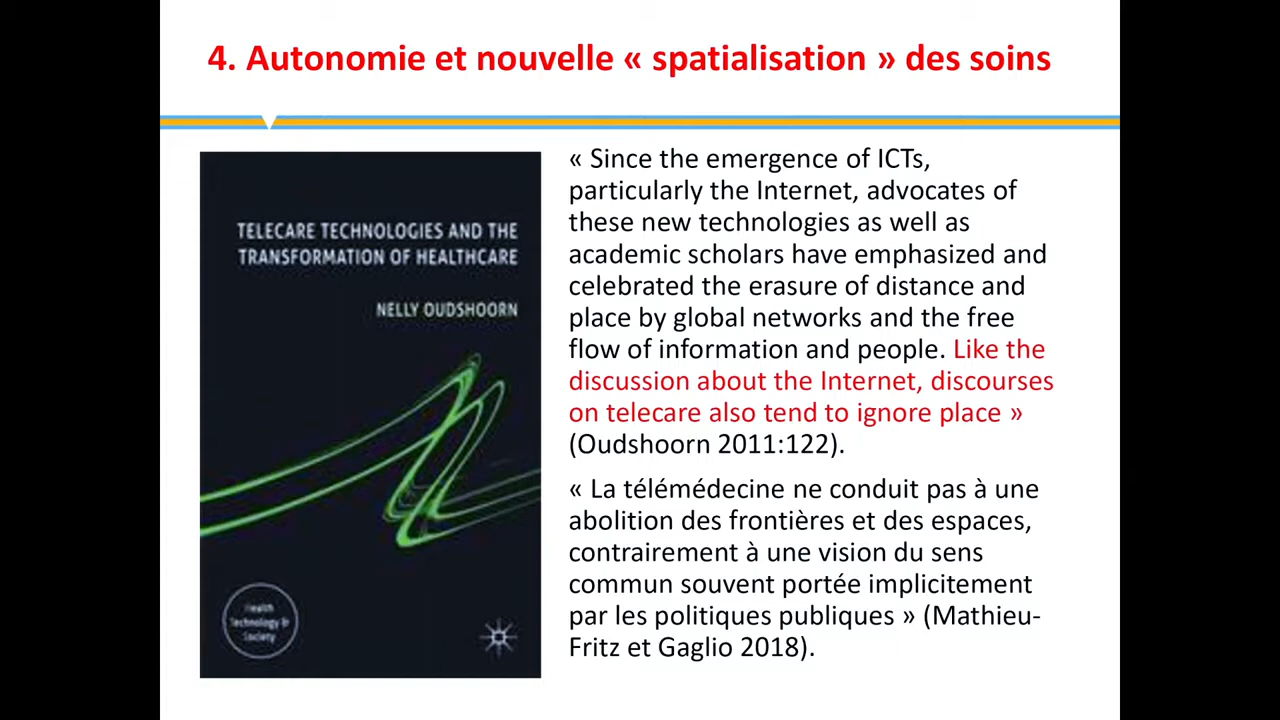 4. Autonomie et nouvelle « spatialisation » des soins
TELECARE TECHNOLOGIES AND THE
TRANSFORMATION OF HEALTHCARE
NELLY OUDSHOORN
Health
Technology &
Society
« Since the emergence of ICTs,
particularly the Internet, advocates of
these new technologies as well as
academic scholars have emphasized and
celebrated the erasure of distance and
place by global networks and the free
flow of information and people. Like the
discussion about the Internet, discourses
on telecare also tend to ignore place »
(Oudshoorn 2011:122).
« La télémédecine ne conduit pas à une
abolition des frontières et des espaces,
contrairement à une vision du sens
commun souvent portée implicitement
par les politiques publiques » (Mathieu-
Fritz et Gaglio 2018).